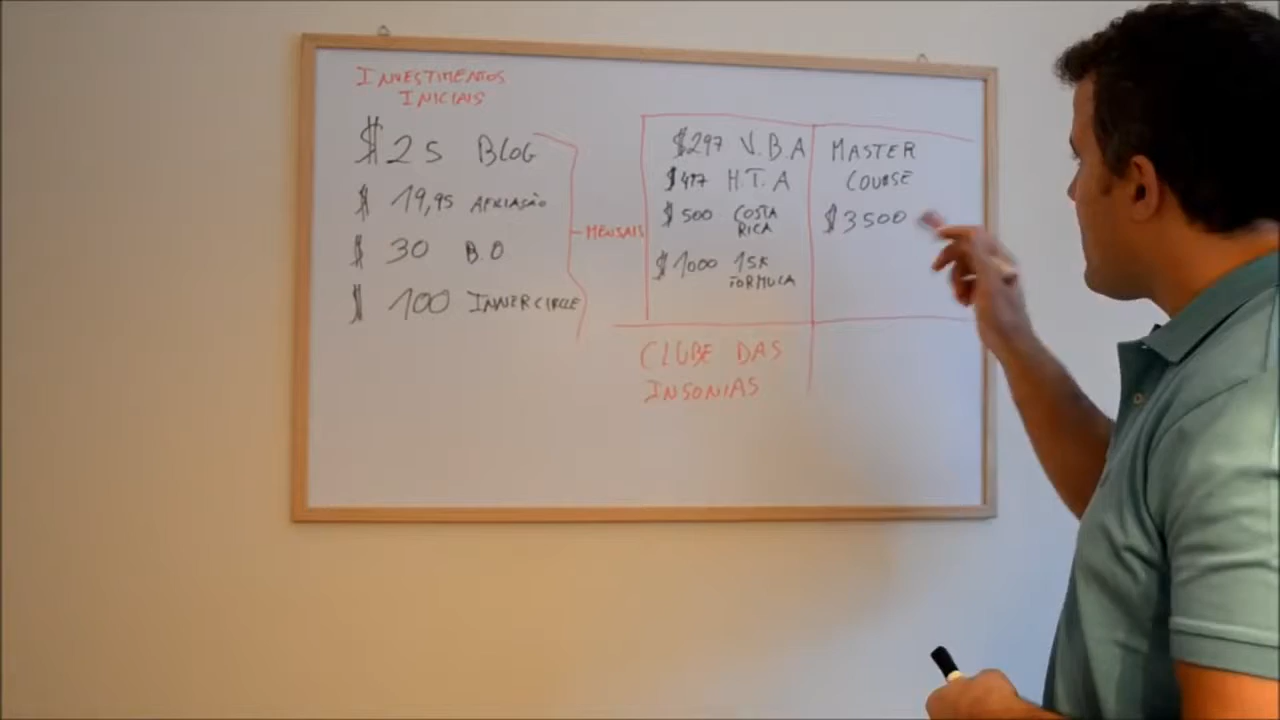 INVESTIMENTOS
INICIAIS
$25 BLOG
$ 19,95 AFILIAÇÃO
$ 30 B.O
$ 100 INNER CIRCLE
MENSAIS
$297 V.B.A
$497 H.T.A
$500 COSTA
RICA
$1000 15K
FORMULA
MASTER
COURSE
$3500
CLUBE DAS
INSONIAS